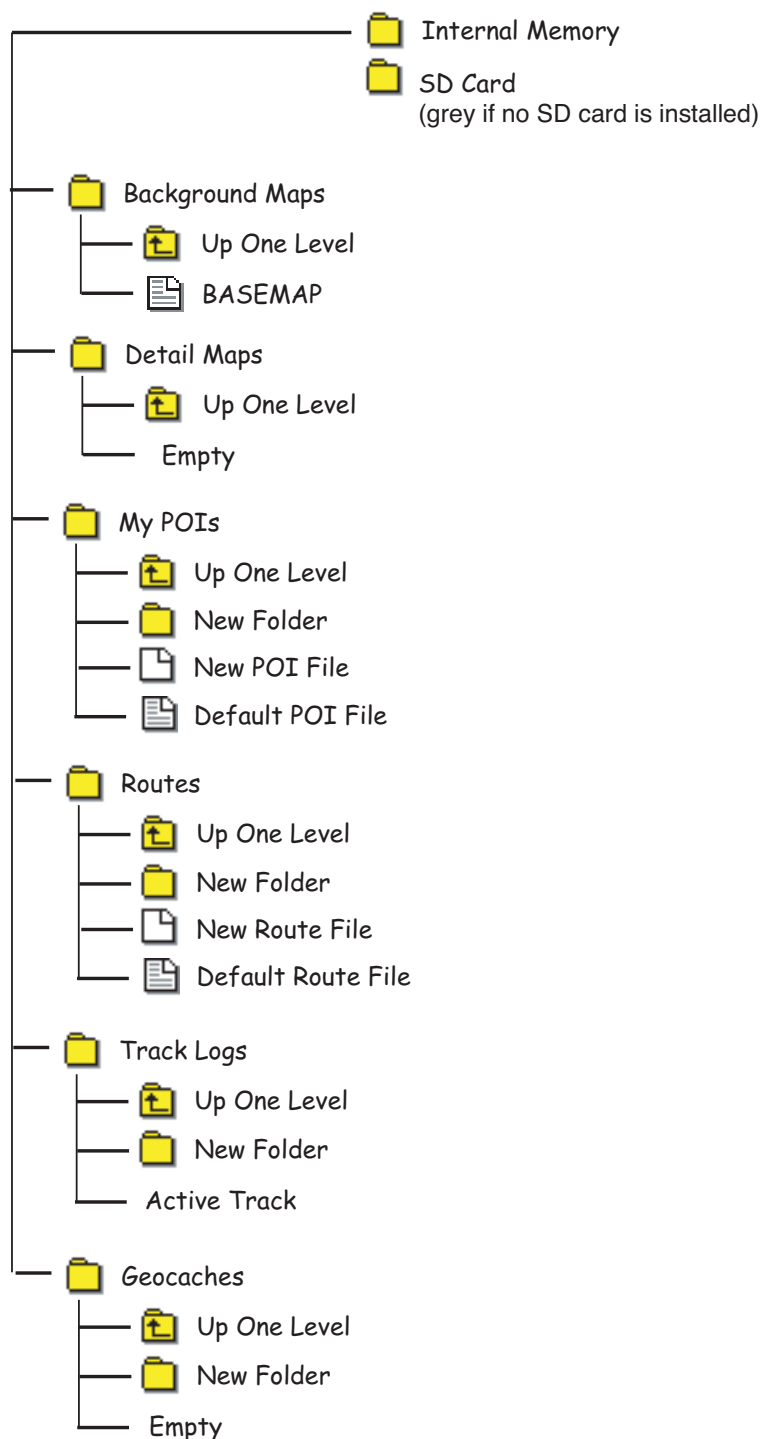 Internal Memory
SD Card
(grey if no SD card is installed)
Background Maps
Up One Level
BASEMAP
Detail Maps
Up One Level
Empty
My POIs
Up One Level
New Folder
New POI File
Default POI File
Routes
Up One Level
New Folder
New Route File
Default Route File
Track Logs
Up One Level
New Folder
Active Track
Geocaches
Up One Level
New Folder
Empty